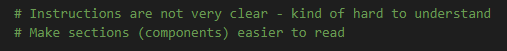 # Instructions are not very clear - kind of hard to understand
# Make sections (components) easier to read